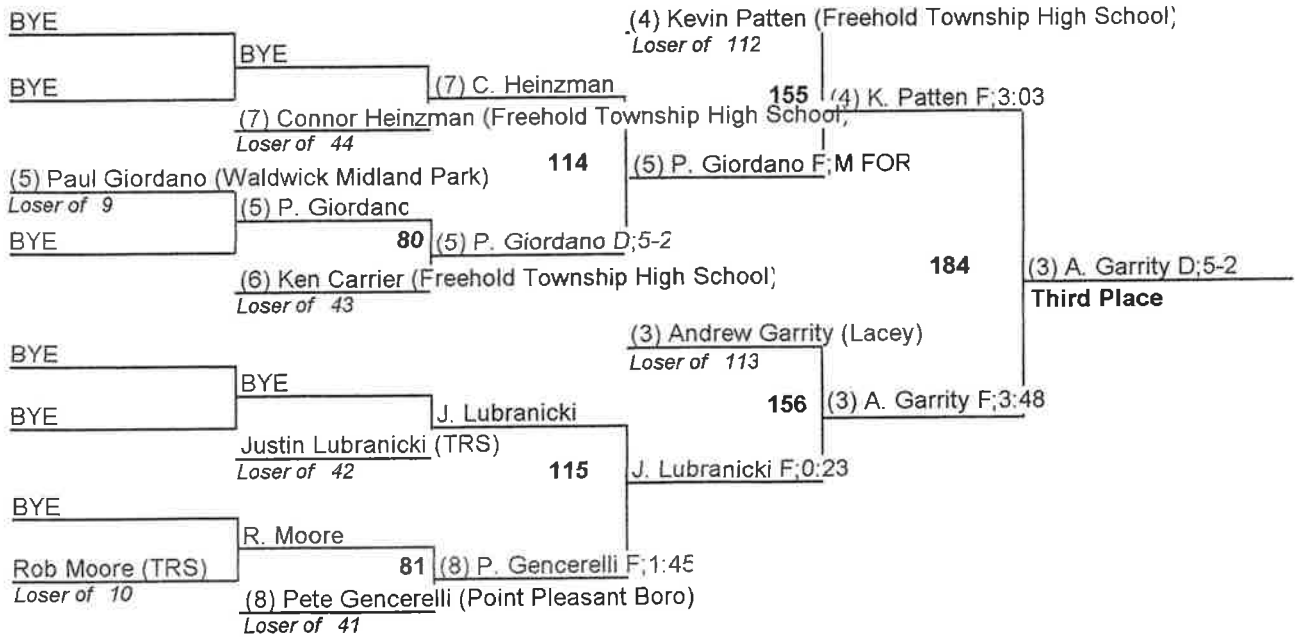 BYE
BYE
BYE
(7) C. Heinzman
(7) Connor Heinzman (Freehold Township High School)
Loser of 44
114
(5) Paul Giordano (Waldwick Midland Park)
Loser of 9
BYE
(5) P. Giordano
80
(5) P. Giordano D;5-2
(6) Ken Carrier (Freehold Township High School)
Loser of 43
(4) Kevin Patten (Freehold Township High School)
Loser of 112
155
(4) K. Patten F;3:03
(5) P. Giordano F;M FOR
184
(3) A. Garrity D;5-2
Third Place
BYE
BYE
BYE
J. Lubranicki
Justin Lubranicki (TRS)
Loser of 42
115
BYE
Rob Moore (TRS)
Loser of 10
R. Moore
81
(8) P. Gencerelli F;1:45
(8) Pete Gencerelli (Point Pleasant Boro)
Loser of 41
(3) Andrew Garrity (Lacey)
Loser of 113
156
(3) A. Garrity F;3:48
J. Lubranicki F;0:23